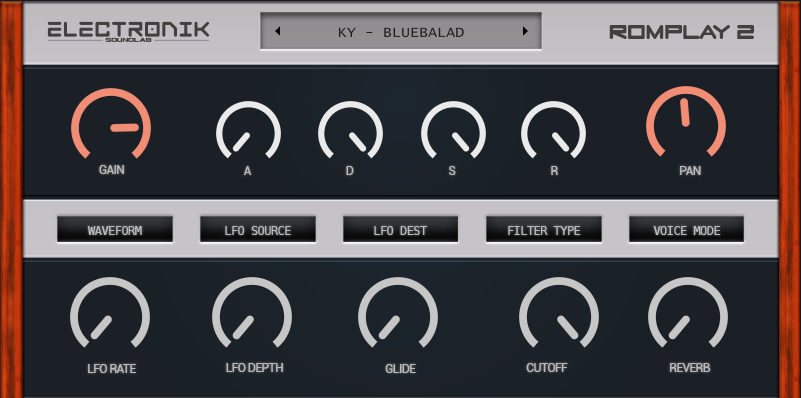 ELECTRONIK
SOUNDLAB
KY - BLUEBALAD
ROMPLAY 2
GAIN
A
D
S
R
PAN
WAVEFORM
LFO SOURCE
LFO DEST
FILTER TYPE
VOICE MODE
LFO RATE
LFO DEPTH
GLIDE
CUTOFF
REVERB